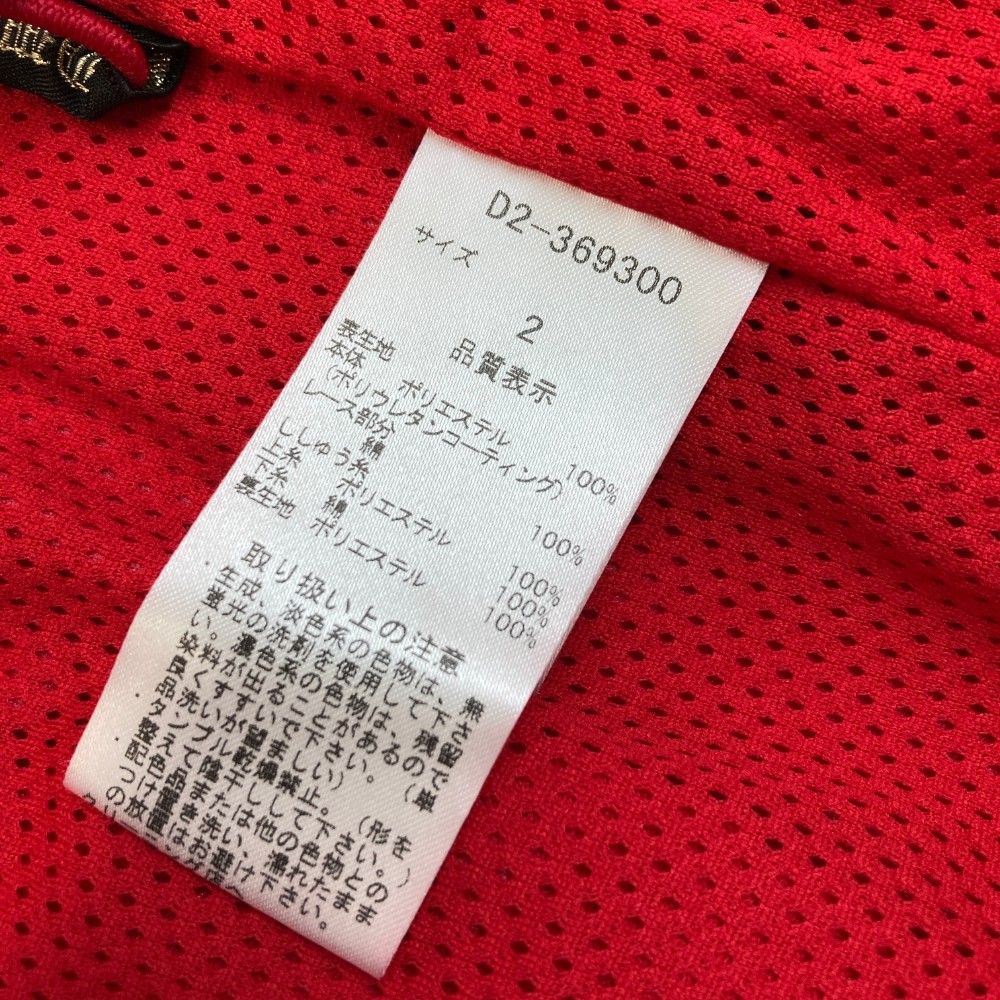 D2-369300
サイズ
2
品質表示
表生地
本体 ポリエステル 100%
(ポリウレタンコーティング)
レース部分
綿 100%
ししゅう糸
上糸 ポリエステル 100%
下糸 綿 100%
裏生地 ポリエステル 100%
取り扱い上の注意
・生成、淡色系の色物は、無
蛍光の洗剤を使用して下さ
い。濃色系の色物は、残留
染料が出ることがある。(単
良くすすいで下さい。
品洗いが望ましい)
タンブル乾燥禁止。(形を
整えて陰干しして下さい。)
配色品または他の色物との
つけ置き洗い、濡れたまま
の放置はお避け下さい。